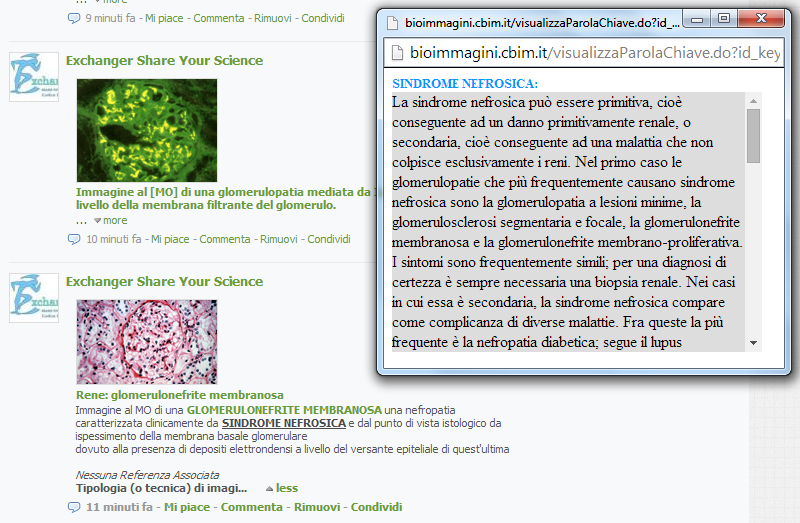 ... more
9 minuti fa - Mi piace - Commenta - Rimuovi - Condividi
Exchanger Share Your Science
Immagine al [MO] di una glomerulopatia mediata da
livello della membrana filtrante del glomerulo.
... more
10 minuti fa - Mi piace - Commenta - Rimuovi - Condividi
Exchanger Share Your Science
Rene: glomerulonefrite membranosa
Immagine al MO di una GLOMERULONEFRITE MEMBRANOSA una nefropatia
caratterizzata clinicamente da SINDROME NEFROSICA e dal punto di vista istologico da
ispessimento della membrana basale glomerulare
dovuto alla presenza di depositi elettrondensi a livello del versante epiteliale di quest'ultima
Nessuna Referenza Associata
Tipologia (o tecnica) di imagi... less
11 minuti fa - Mi piace - Commenta - Rimuovi - Condividi
bioimmagini.cbim.it/visualizzaParolaChiave.do?id_...
bioimmagini.cbim.it/visualizzaParolaChiave.do?id_key
SINDROME NEFROSICA:
La sindrome nefrosica può essere primitiva, cioè
conseguente ad un danno primitivamente renale, o
secondaria, cioè conseguente ad una malattia che non
colpisce esclusivamente i reni. Nel primo caso le
glomerulopatie che più frequentemente causano sindrome
nefrosica sono la glomerulopatia a lesioni minime, la
glomerulosclerosi segmentaria e focale, la glomerulonefrite
membranosa e la glomerulonefrite membrano-proliferativa.
I sintomi sono frequentemente simili; per una diagnosi di
certezza è sempre necessaria una biopsia renale. Nei casi
in cui essa è secondaria, la sindrome nefrosica compare
come complicanza di diverse malattie. Fra queste la più
frequente è la nefropatia diabetica; segue il lupus